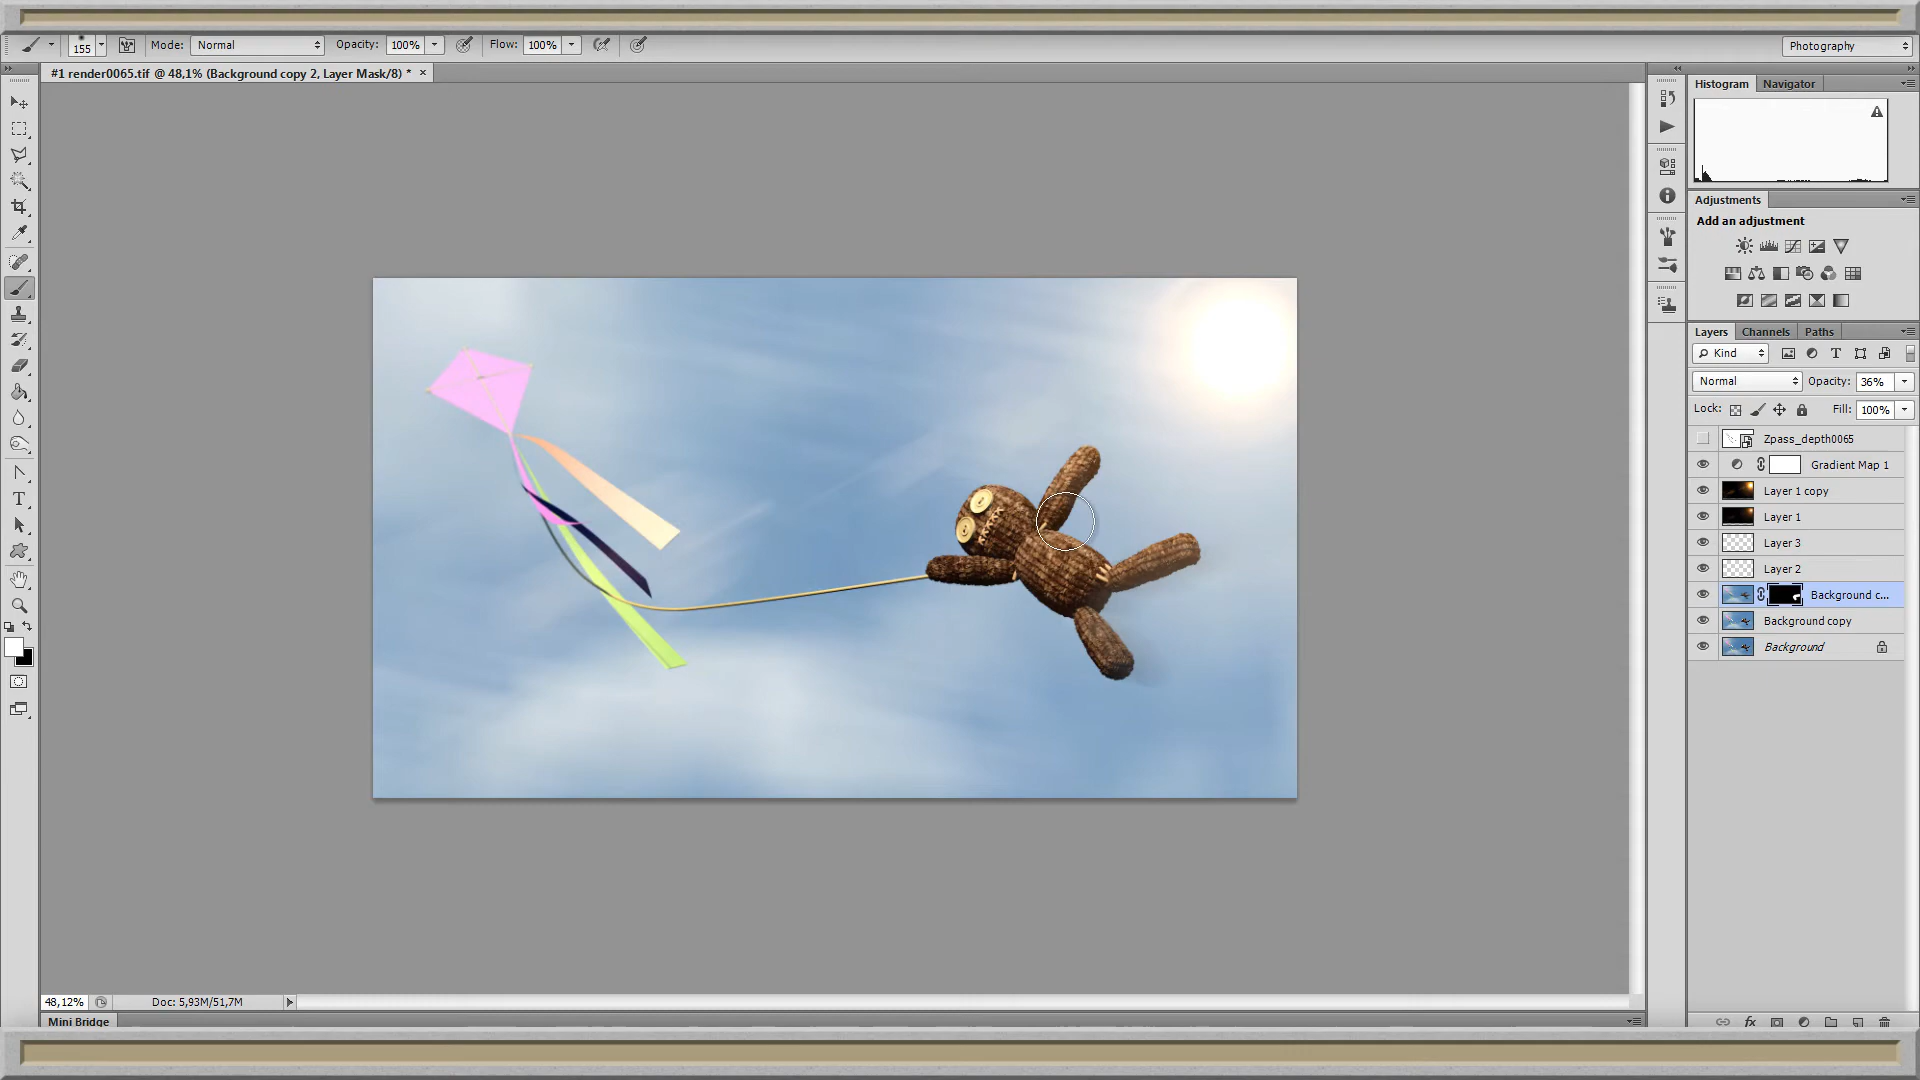 155 Mode: Normal Opacity: 100% Flow: 100% Photography
#1 render0065.tif @ 48,1% (Background copy 2, Layer Mask/8) * ×
Histogram Navigator
Adjustments
Add an adjustment
Layers Channels Paths
Kind T
Normal Opacity: 36%
Lock: Fill: 100%
Zpass_depth0065
Gradient Map 1
Layer 1 copy
Layer 1
Layer 3
Layer 2
Background c...
Background copy
Background
fx
48,12% Doc: 5,93M/51,7M
Mini Bridge